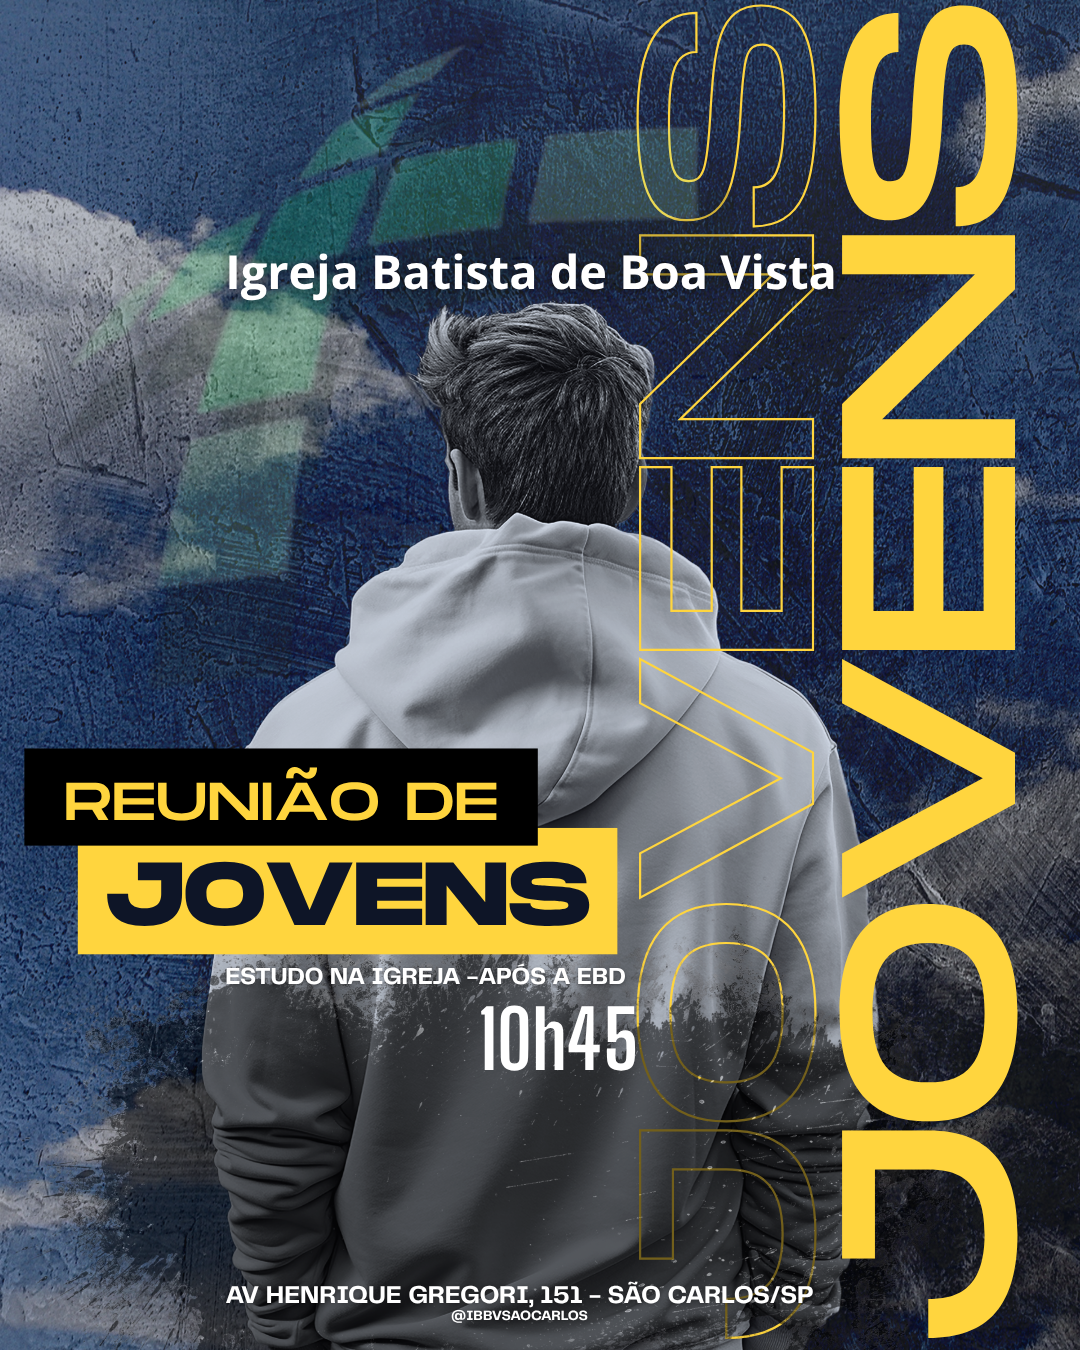 Igreja Batista de Boa Vista
JOVENS
JOVENS
REUNIÃO DE
JOVENS
ESTUDO NA IGREJA -APÓS A EBD
10h45
AV HENRIQUE GREGORI, 151 - SÃO CARLOS/SP
@IBBVSAOCARLOS